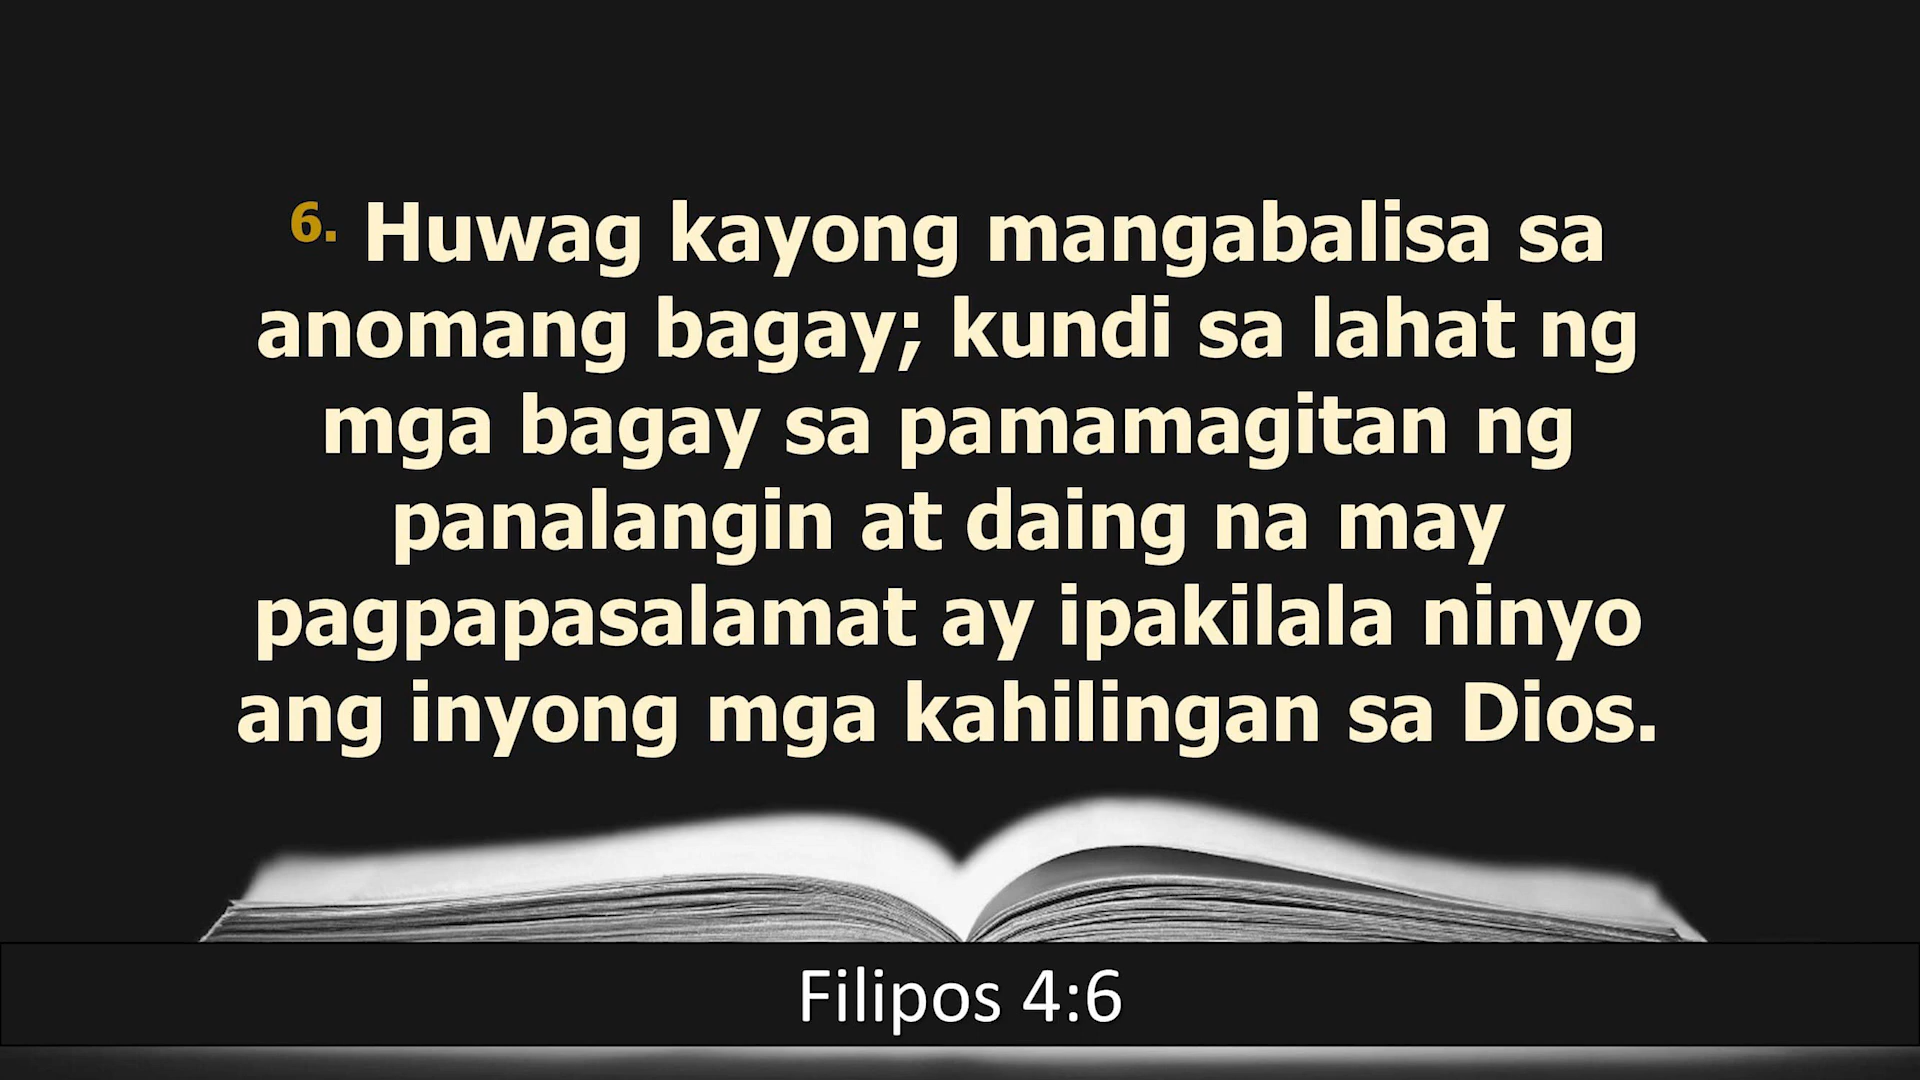 6. Huwag kayong mangabalisa sa
anomang bagay; kundi sa lahat ng
mga bagay sa pamamagitan ng
panalangin at daing na may
pagpapasalamat ay ipakilala ninyo
ang inyong mga kahilingan sa Dios.
Filipos 4:6